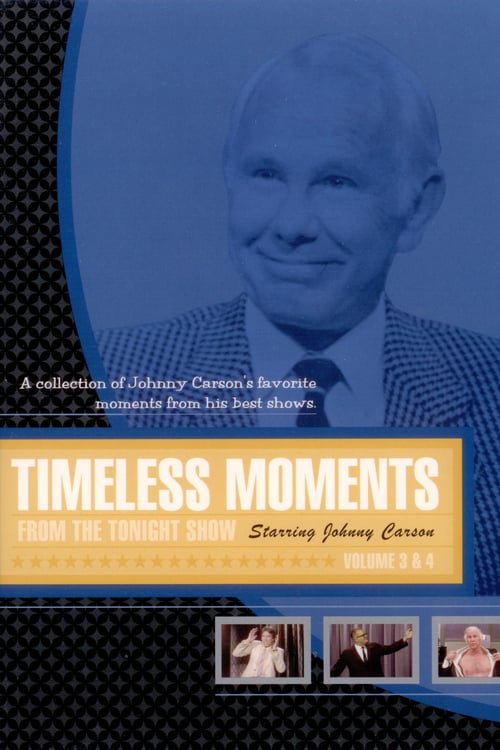 A collection of Johnny Carson's favorite
moments from his best shows.
TIMELESS MOMENTS
FROM THE TONIGHT SHOW Starring Johnny Carson
VOLUME 3 & 4